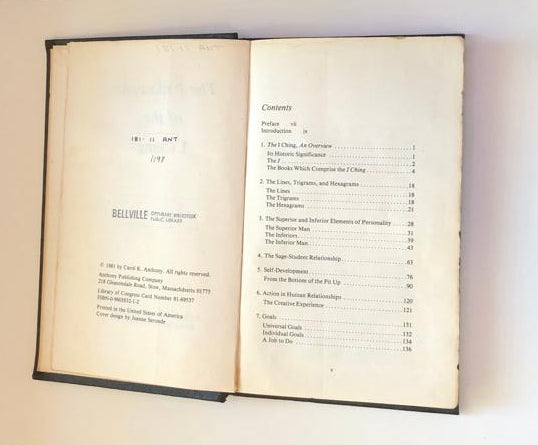 181-11 ANT
1198
BELLVILLE OPENBARE BIBLIOTEEK
PUBLIC LIBRARY
© 1981 by Carol K. Anthony. All rights reserved.
Anthony Publishing Company
218 Gleasondale Road, Stow, Massachusetts 01775
Library of Congress Card Number 81-69537
ISBN-0-9603832-1-2
Printed in the United States of America
Cover design by Jeanne Seronde
Contents
Preface vii
Introduction ix
1. The I Ching, An Overview 1
Its Historic Significance 1
The I 2
The Books Which Comprise the I Ching 4
2. The Lines, Trigrams, and Hexagrams 18
The Lines 18
The Trigrams 18
The Hexagrams 21
3. The Superior and Inferior Elements of Personality 28
The Superior Man 31
The Inferiors 39
The Inferior Man 43
4. The Sage-Student Relationship 63
5. Self-Development 76
From the Bottom of the Pit Up 90
6. Action in Human Relationships 120
The Creative Experience 121
7. Goals 131
Universal Goals 132
Individual Goals 134
A Job to Do 136